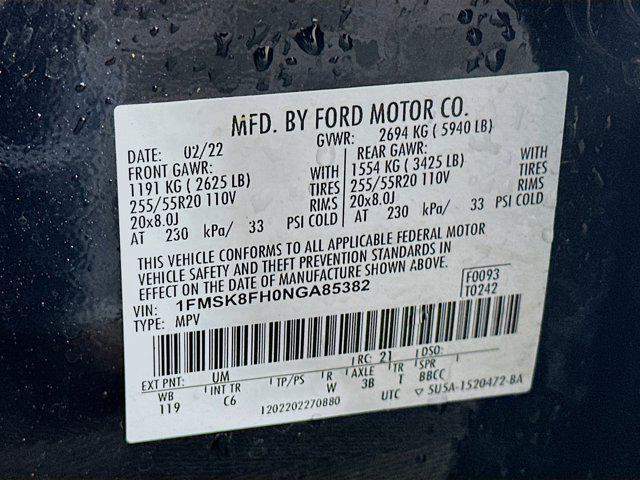 MFD. BY FORD MOTOR CO.
DATE: 02/22 GVWR: 2694 KG ( 5940 LB)
FRONT GAWR: REAR GAWR:
1191 KG ( 2625 LB) WITH 1554 KG ( 3425 LB) WITH
255/55R20 110V TIRES 255/55R20 110V TIRES
20x8.0J RIMS 20x8.0J RIMS
AT 230 kPa/ 33 PSI COLD AT 230 kPa/ 33 PSI COLD
THIS VEHICLE CONFORMS TO ALL APPLICABLE FEDERAL MOTOR
VEHICLE SAFETY AND THEFT PREVENTION STANDARDS IN
EFFECT ON THE DATE OF MANUFACTURE SHOWN ABOVE.
VIN: 1FMSK8FH0NGA85382 F0093
TYPE: MPV T0242
EXT PNT: UM RC: 21 DSO:
WB INT TR TP/PS R AXLE TR SPR
119 C6 W 3B T BBCC
1202202270880 UTC ▽ 5U5A-1520472-BA